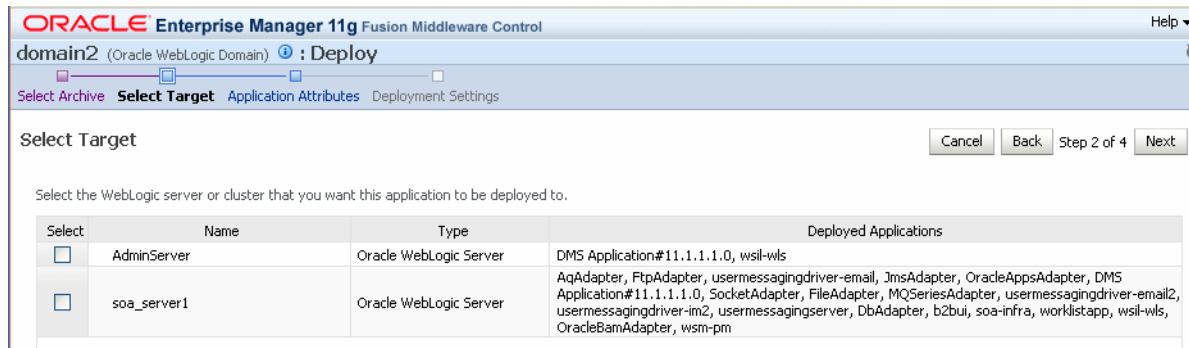 ORACLE Enterprise Manager 11g Fusion Middleware Control
Help
domain2 (Oracle WebLogic Domain) : Deploy
Select Archive Select Target Application Attributes Deployment Settings
Select Target
Cancel Back Step 2 of 4 Next
Select the WebLogic server or cluster that you want this application to be deployed to.
Select Name Type Deployed Applications
AdminServer Oracle WebLogic Server DMS Application#11.1.1.1.0, wsil-wls
soa_server1 Oracle WebLogic Server AqAdapter, FtpAdapter, usermessagingdriver-email, JmsAdapter, OracleAppsAdapter, DMS
Application#11.1.1.1.0, SocketAdapter, FileAdapter, MQSeriesAdapter, usermessagingdriver-email2,
usermessagingdriver-im2, usermessagingserver, DbAdapter, b2bui, soa-infra, worklistapp, wsil-wls,
OracleBamAdapter, wsm-pm